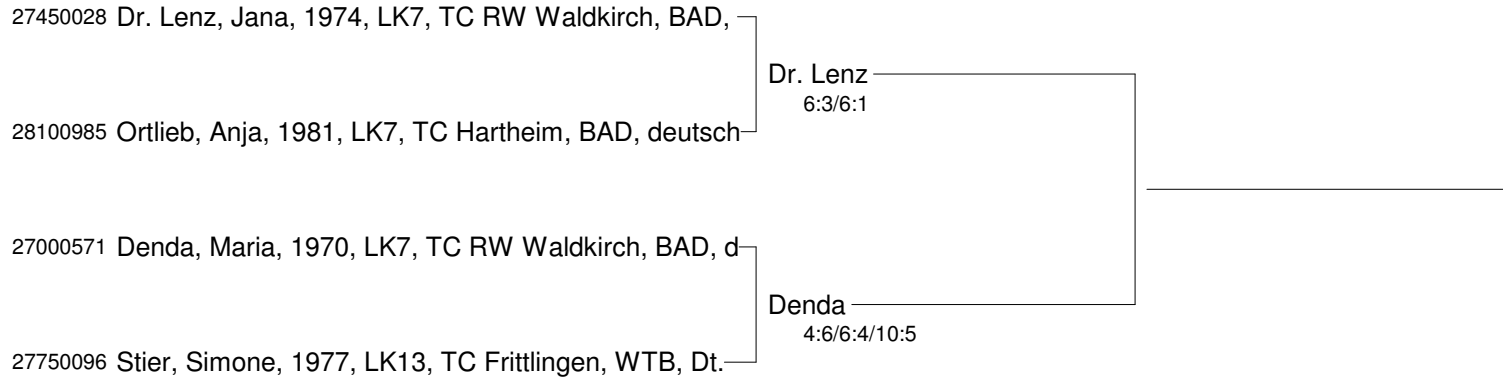 27450028 Dr. Lenz, Jana, 1974, LK7, TC RW Waldkirch, BAD,
Dr. Lenz
6:3/6:1
28100985 Ortlieb, Anja, 1981, LK7, TC Hartheim, BAD, deutsch
27000571 Denda, Maria, 1970, LK7, TC RW Waldkirch, BAD, d
Denda
4:6/6:4/10:5
27750096 Stier, Simone, 1977, LK13, TC Frittlingen, WTB, Dt.